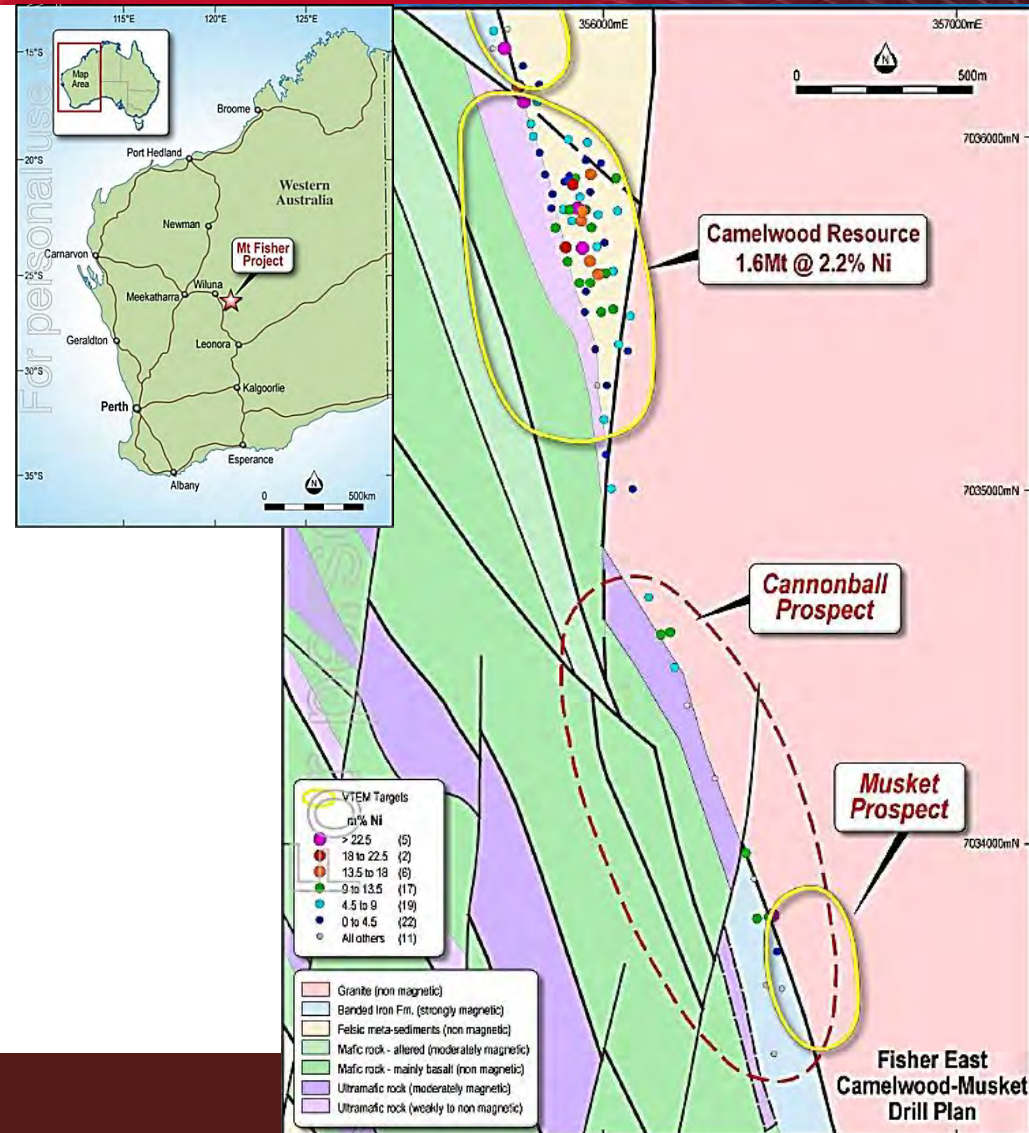 For personal use
115°E
120°E
125°E
15°S
20°S
25°S
30°S
35°S
Map
Area
Broome
Port Hedland
Western
Australia
Newman
Carnarvon
Mt Fisher
Project
Wiluna
Meekatharra
Geraldton
Leonora
Kalgoorlie
Perth
Esperance
Albany
N
0
500km
356000mE
357000mE
N
0
500m
7036000mN
Camelwood Resource
1.6Mt @ 2.2% Ni
7035000mN
Cannonball
Prospect
Musket
Prospect
7034000mN
VTEM Targets
m% Ni
> 22.5 (5)
18 to 22.5 (2)
13.5 to 18 (6)
9 to 13.5 (17)
4.5 to 9 (19)
0 to 4.5 (22)
All others (11)
Granite (non magnetic)
Banded Iron Fm. (strongly magnetic)
Felsic meta-sediments (non magnetic)
Mafic rock - altered (moderately magnetic)
Mafic rock - mainly basalt (non magnetic)
Ultramafic rock (moderately magnetic)
Ultramafic rock (weakly to non magnetic)
Fisher East
Camelwood-Musket
Drill Plan